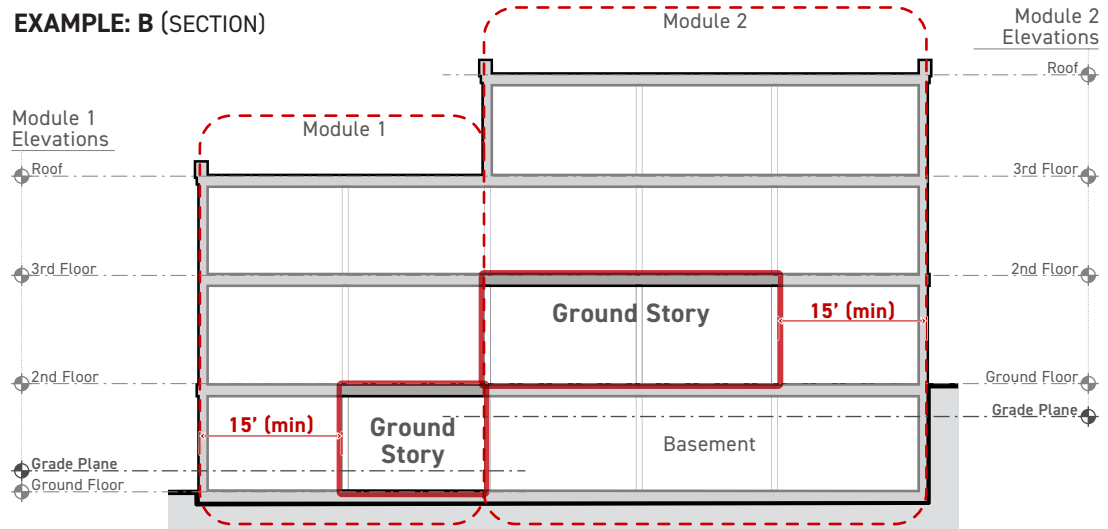 EXAMPLE: B (SECTION)
Module 2
Module 2
Elevations
Roof
Module 1
Elevations
Module 1
Roof
3rd Floor
3rd Floor
2nd Floor
Ground Story
15’ (min)
2nd Floor
Ground Floor
Grade Plane
15’ (min)
Ground
Story
Basement
Grade Plane
Ground Floor